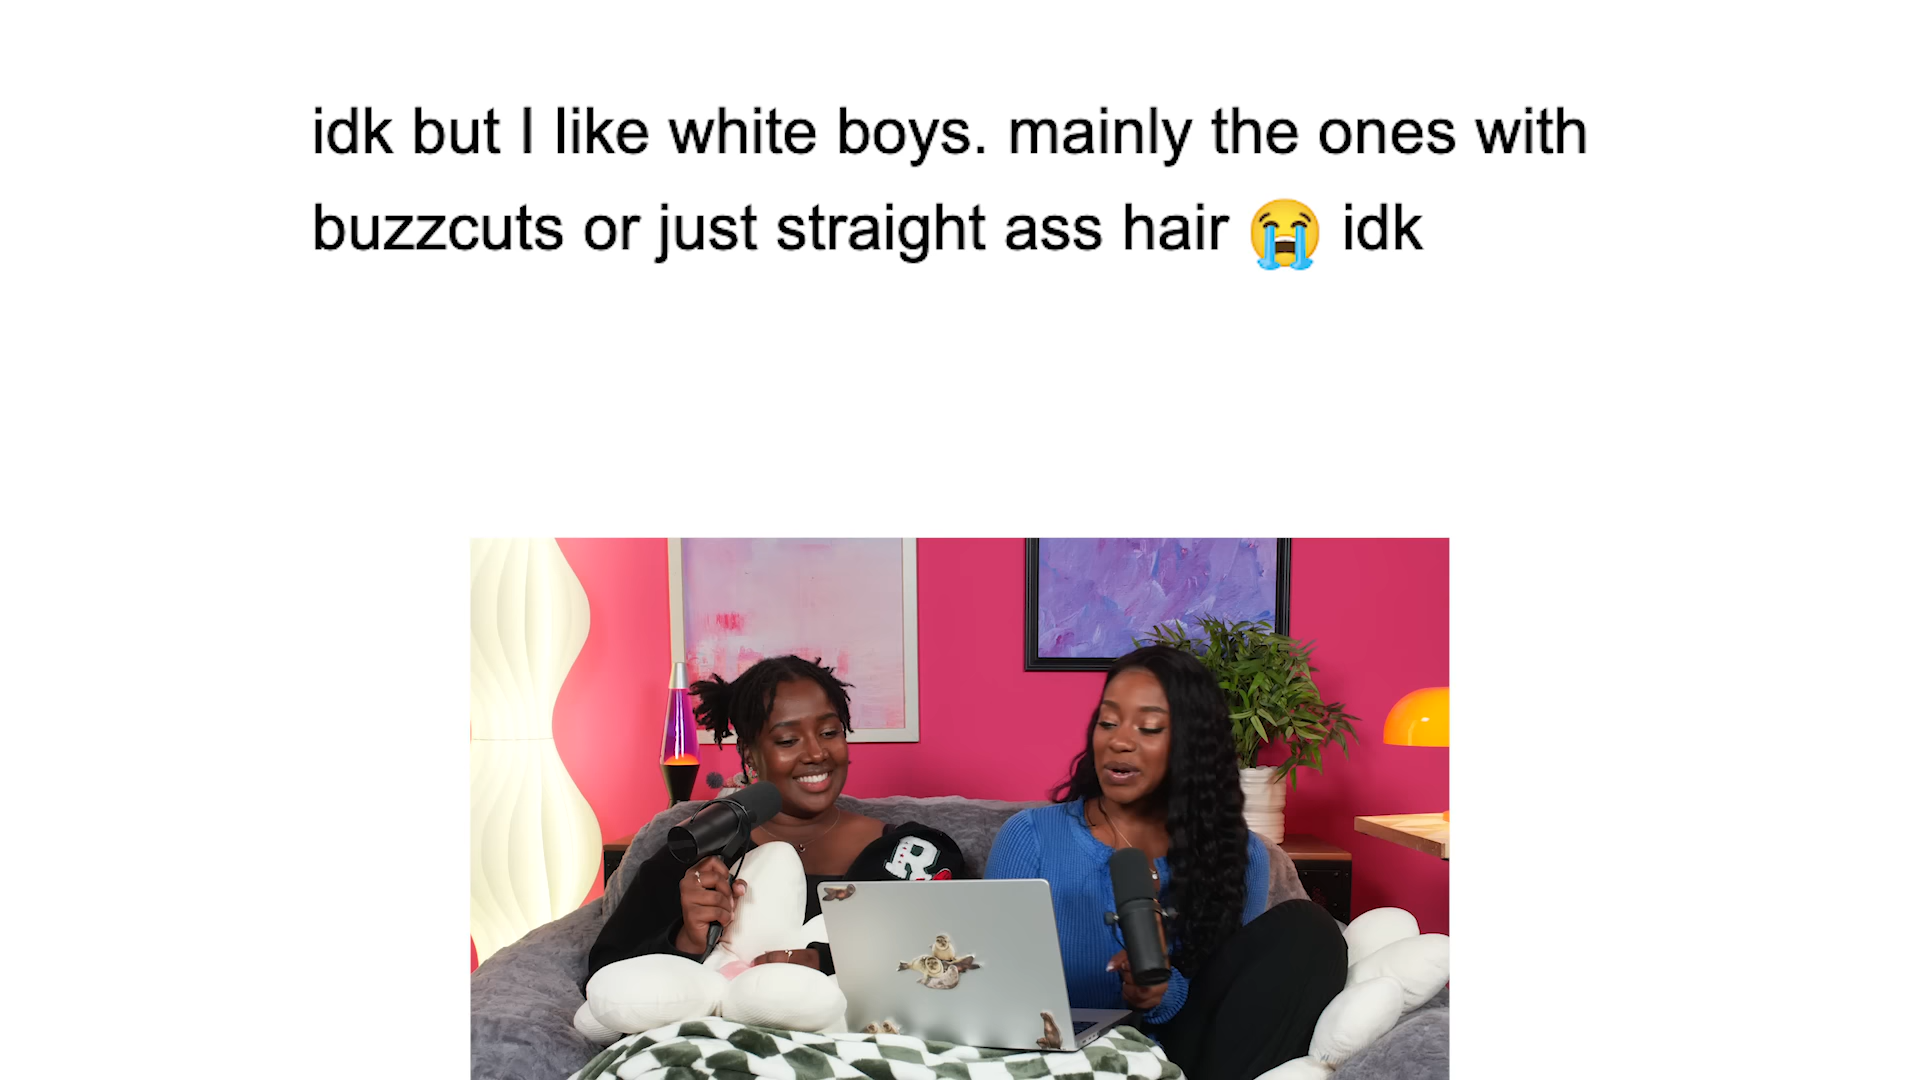 idk but I like white boys. mainly the ones with
buzzcuts or just straight ass hair 😭 idk
R